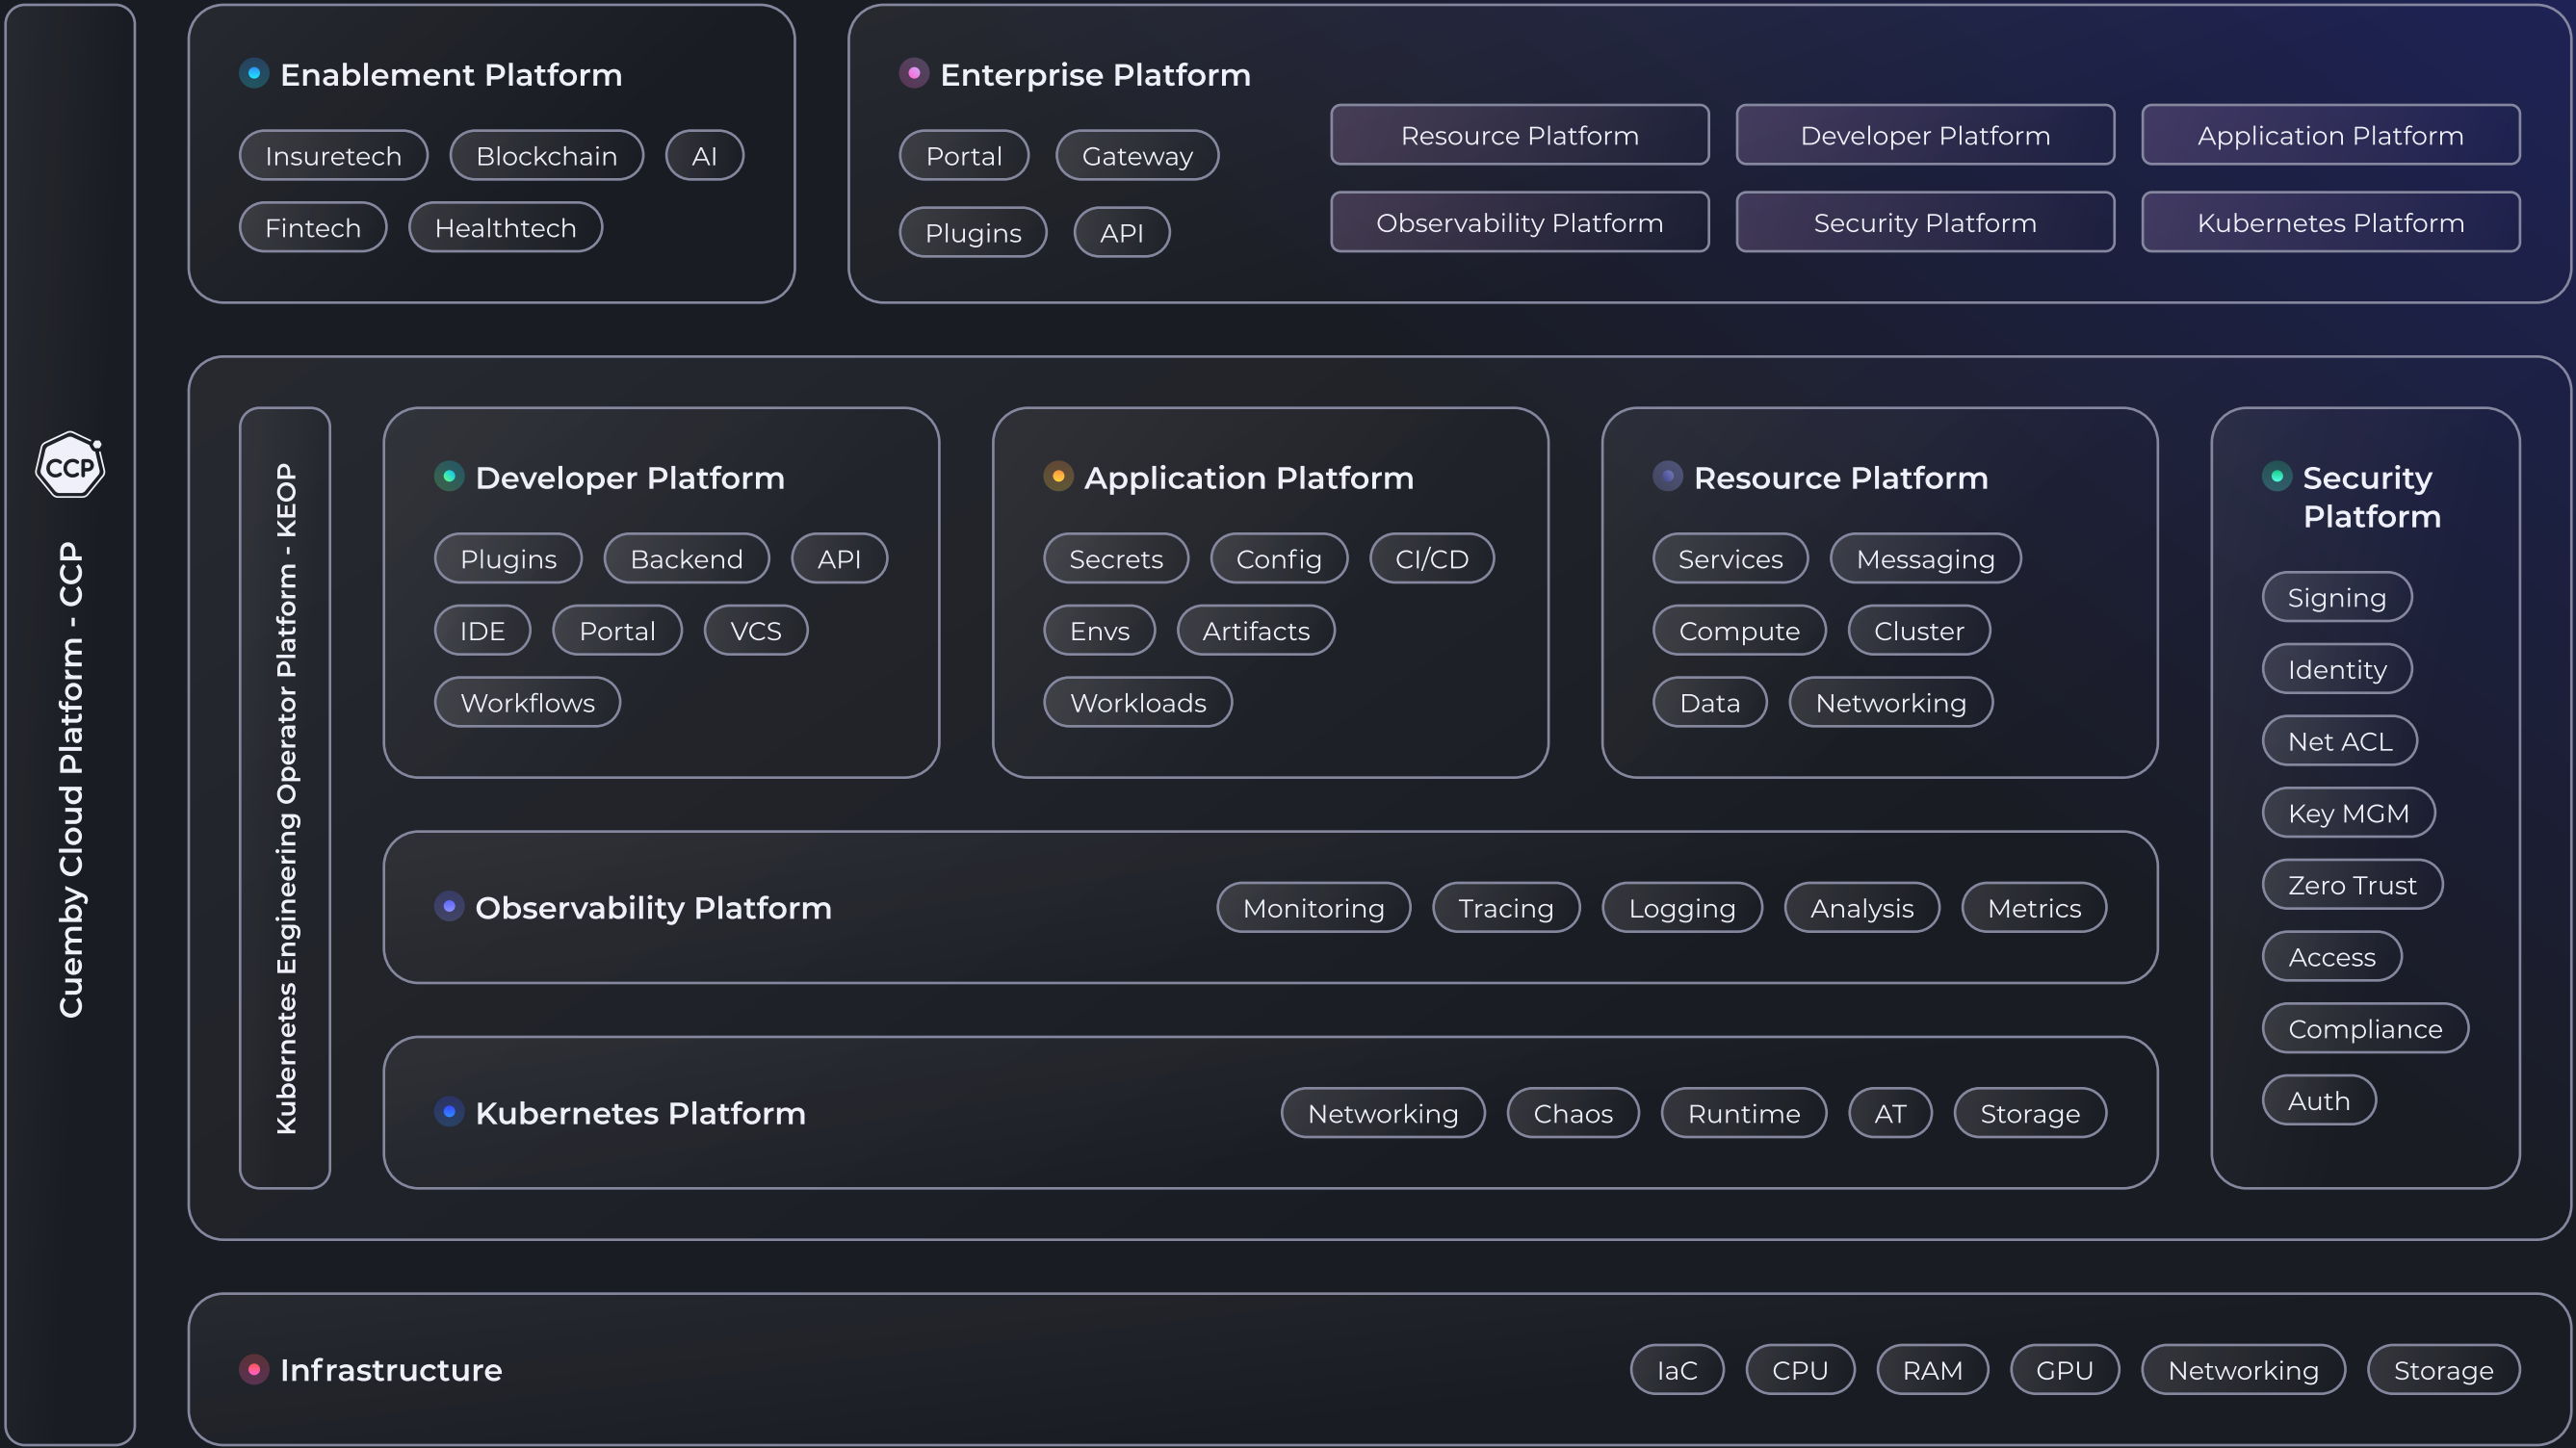 CCP
Cuemby Cloud Platform - CCP
Enablement Platform
Insuretech Blockchain AI
Fintech Healthtech
Enterprise Platform
Portal Gateway
Plugins API
Resource Platform Developer Platform Application Platform
Observability Platform Security Platform Kubernetes Platform
Kubernetes Engineering Operator Platform - KEOP
Developer Platform
Plugins Backend API
IDE Portal VCS
Workflows
Application Platform
Secrets Config CI/CD
Envs Artifacts
Workloads
Resource Platform
Services Messaging
Compute Cluster
Data Networking
Security
Platform
Signing
Identity
Net ACL
Key MGM
Zero Trust
Access
Compliance
Auth
Observability Platform
Monitoring Tracing Logging Analysis Metrics
Kubernetes Platform
Networking Chaos Runtime AT Storage
Infrastructure
IaC CPU RAM GPU Networking Storage